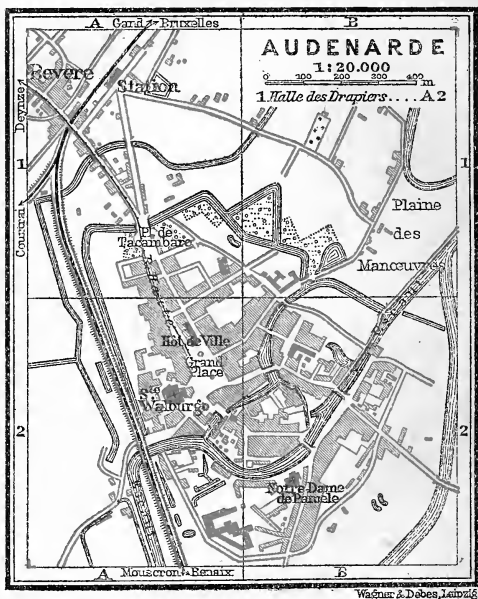 A Gand, Bruxelles B
AUDENARDE
1:20.000
0 100 200 300 400 m
1 Halle des Drapiers.... A2
Bevere
Station
Deynze
1 1
Courtrai
Plaine
des
Manœuvres
Pl. de
Tacambaro
Hôt. de Ville
Grand
Place
Ste
Walburge
2 2
Notre Dame
de Pamele
A Mouscron, Renaix B
Wagner & Debes, Leipzig